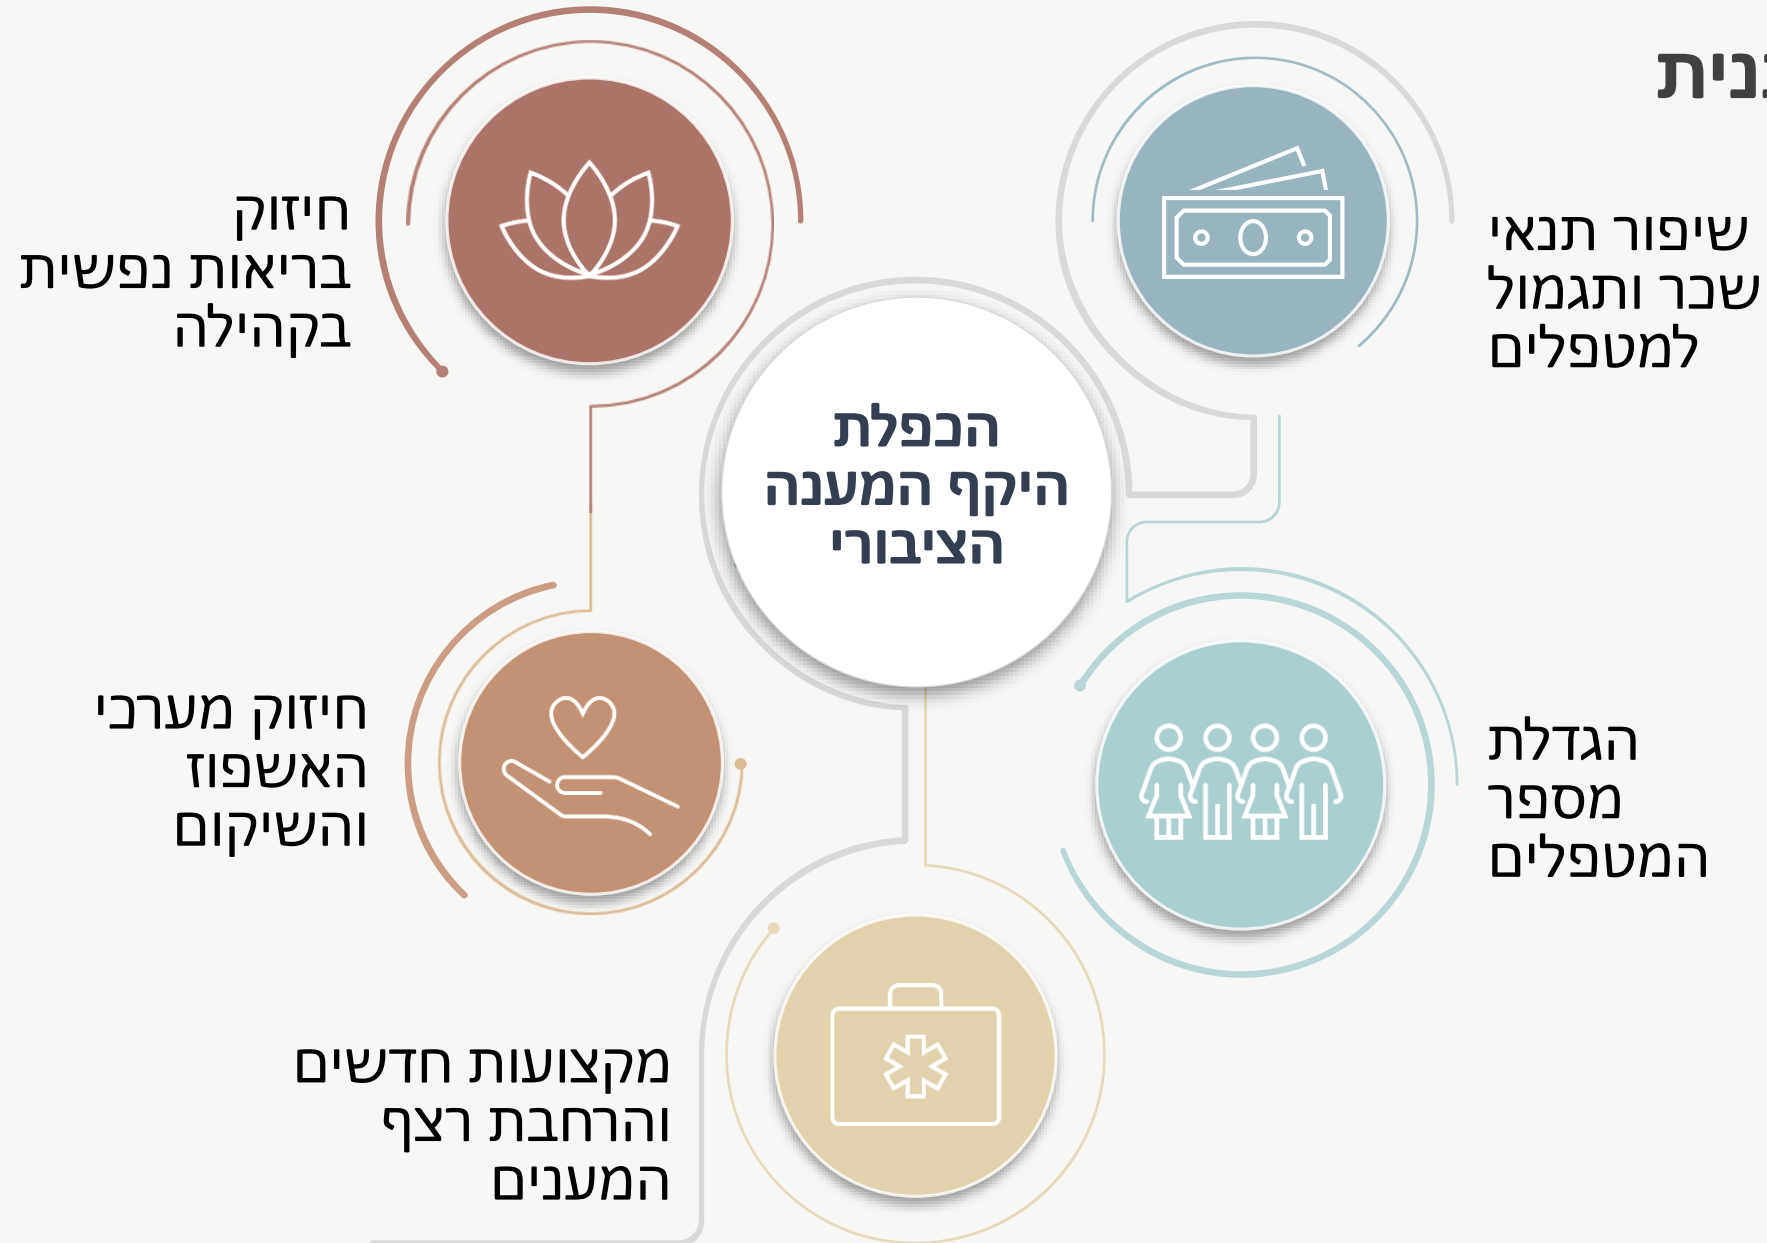 שיפור תנאי
שכר ותגמול
למטפלים
חיזוק
בריאות נפשית
בקהילה
הכפלת
היקף המענה
הציבורי
הגדלת
מספר
המטפלים
חיזוק מערכי
האשפוז
והשיקום
מקצועות חדשים
והרחבת רצף
המענים